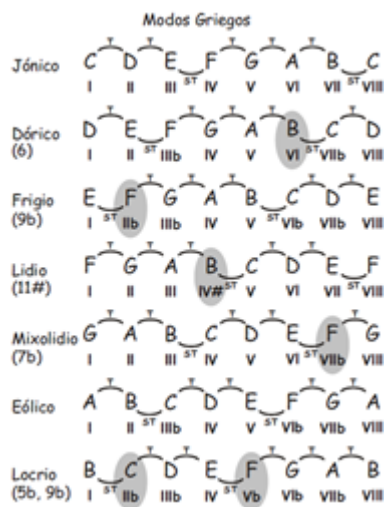 Modos Griegos
T T T T T
Jónico C D E F G A B C
ST ST
I II III IV V VI VII VIII
T T T T T
Dórico D E F G A B C D
(6) ST ST
I II IIIb IV V VI VIIb VIII
T T T T T
Frigio E F G A B C D E
(9b) ST ST
I IIb IIIb IV V VIb VIIb VIII
T T T T T
Lidio F G A B C D E F
(11#) ST ST
I II III IV# V VI VII VIII
T T T T T
Mixolidio G A B C D E F G
(7b) ST ST
I II III IV V VI VIIb VIII
T T T T T
Eólico A B C D E F G A
ST ST
I II IIIb IV V VIb VIIb VIII
T T T T T
Locrio B C D E F G A B
(5b, 9b) ST ST
I IIb IIIb IV Vb VIb VIIb VIII